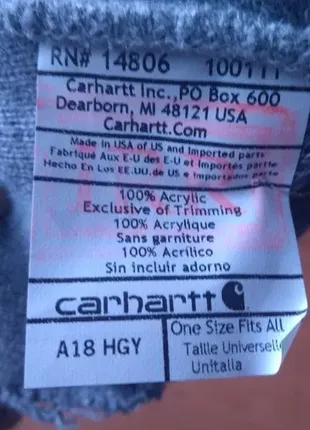 RN# 14806 100111
Carhartt Inc.,PO Box 600
Dearborn, MI 48121 USA
Carhartt.Com
Made in USA of US and Imported parts
Fabriqué Aux E-U des E-U et Importés partie
Hecho En Los EE.UU.de US e Importados parte
100% Acrylic
Exclusive of Trimming
100% Acrylique
Sans garniture
100% Acrílico
Sin incluir adorno
carhartt
A18 HGY
One Size Fits All
Taille Universelle
Unitalla